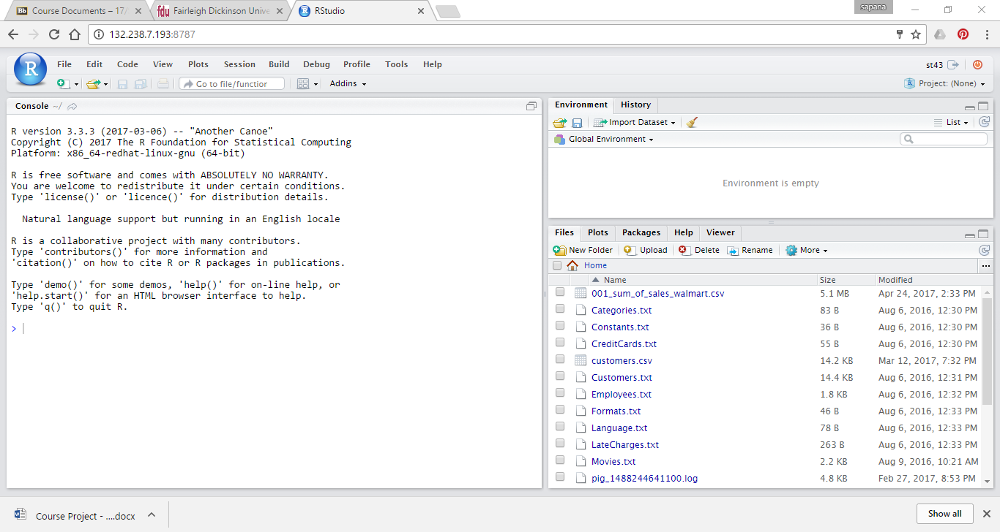 Bb Course Documents – 17/
fdu Fairleigh Dickinson Unive
R RStudio
sapana
132.238.7.193:8787
R
File Edit Code View Plots Session Build Debug Profile Tools Help
st43
Go to file/functior
Addins
R Project: (None)
Console ~/
R version 3.3.3 (2017-03-06) -- "Another Canoe"
Copyright (C) 2017 The R Foundation for Statistical Computing
Platform: x86_64-redhat-linux-gnu (64-bit)
R is free software and comes with ABSOLUTELY NO WARRANTY.
You are welcome to redistribute it under certain conditions.
Type 'license()' or 'licence()' for distribution details.
Natural language support but running in an English locale
R is a collaborative project with many contributors.
Type 'contributors()' for more information and
'citation()' on how to cite R or R packages in publications.
Type 'demo()' for some demos, 'help()' for on-line help, or
'help.start()' for an HTML browser interface to help.
Type 'q()' to quit R.
>
Environment History
Import Dataset
List
Global Environment
Environment is empty
Files Plots Packages Help Viewer
New Folder Upload Delete Rename More
Home
...
Name Size Modified
001_sum_of_sales_walmart.csv 5.1 MB Apr 24, 2017, 2:33 PM
Categories.txt 83 B Aug 6, 2016, 12:30 PM
Constants.txt 36 B Aug 6, 2016, 12:30 PM
CreditCards.txt 55 B Aug 6, 2016, 12:30 PM
customers.csv 14.2 KB Mar 12, 2017, 7:32 PM
Customers.txt 14.4 KB Aug 6, 2016, 12:31 PM
Employees.txt 1.8 KB Aug 6, 2016, 12:32 PM
Formats.txt 46 B Aug 6, 2016, 12:33 PM
Language.txt 78 B Aug 6, 2016, 12:33 PM
LateCharges.txt 263 B Aug 6, 2016, 12:33 PM
Movies.txt 2.2 KB Aug 9, 2016, 10:21 AM
pig_1488244641100.log 4.8 KB Feb 27, 2017, 8:53 PM
Course Project - ....docx
Show all